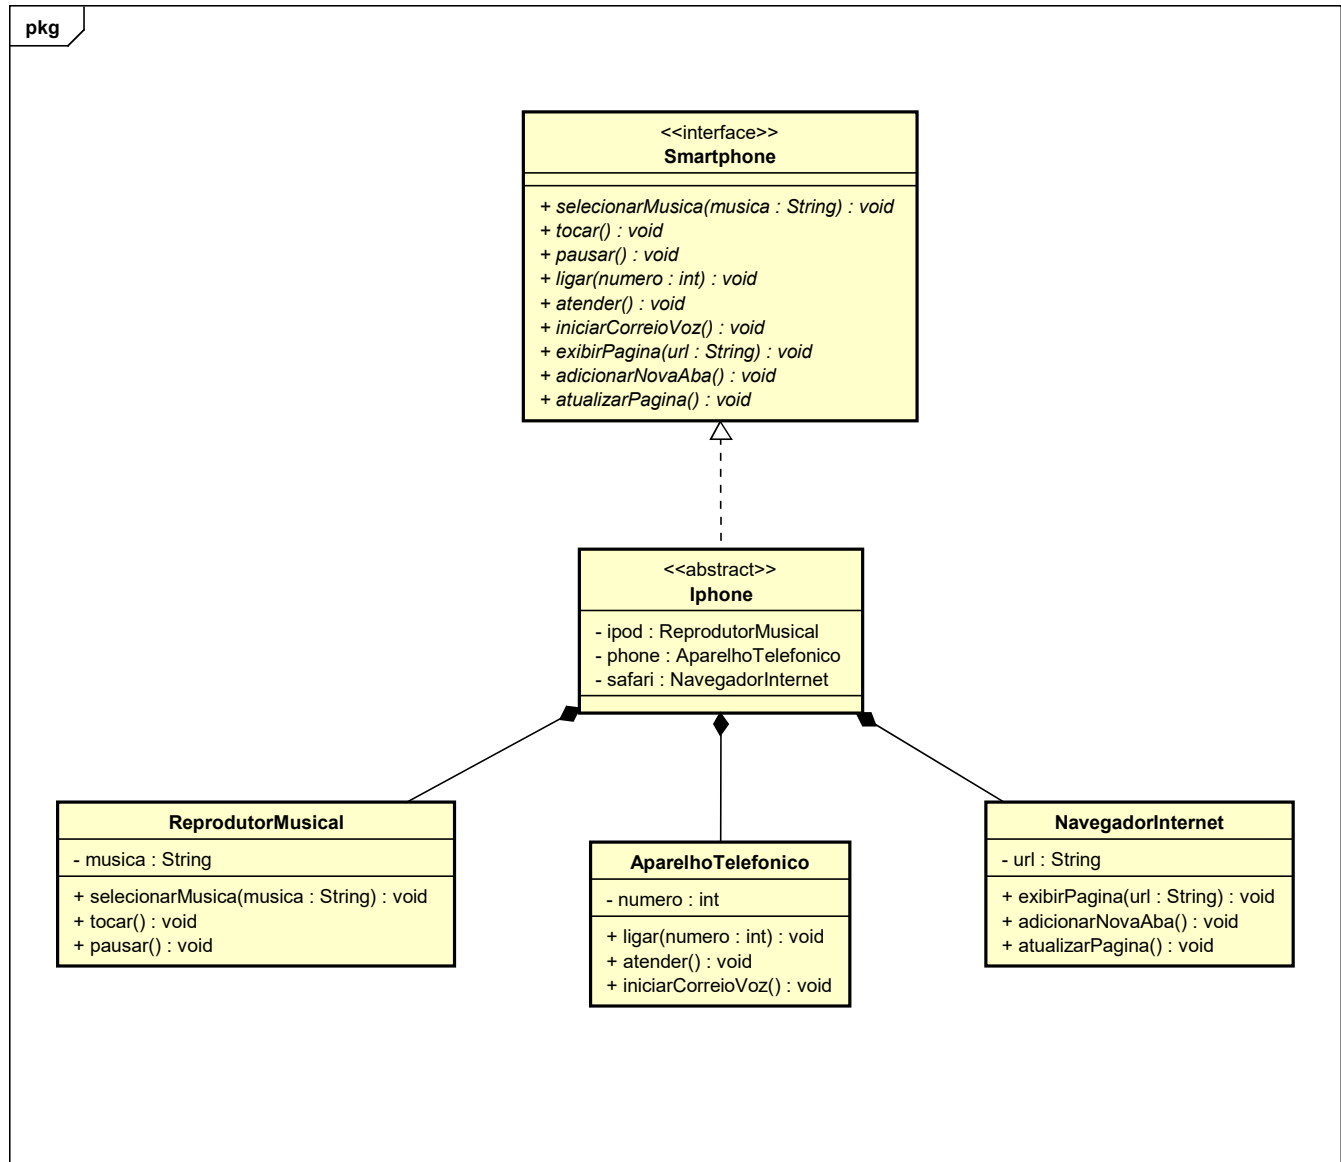 pkg
<<interface>>
Smartphone
+ selecionarMusica(musica : String) : void
+ tocar() : void
+ pausar() : void
+ ligar(numero : int) : void
+ atender() : void
+ iniciarCorreioVoz() : void
+ exibirPagina(url : String) : void
+ adicionarNovaAba() : void
+ atualizarPagina() : void
<<abstract>>
Iphone
- ipod : ReprodutorMusical
- phone : AparelhoTelefonico
- safari : NavegadorInternet
ReprodutorMusical
- musica : String
+ selecionarMusica(musica : String) : void
+ tocar() : void
+ pausar() : void
AparelhoTelefonico
- numero : int
+ ligar(numero : int) : void
+ atender() : void
+ iniciarCorreioVoz() : void
NavegadorInternet
- url : String
+ exibirPagina(url : String) : void
+ adicionarNovaAba() : void
+ atualizarPagina() : void